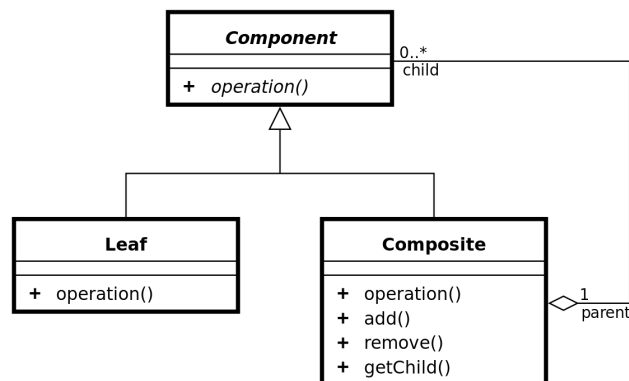 Component
+ operation()
0..*
child
Leaf
+ operation()
Composite
+ operation()
+ add()
+ remove()
+ getChild()
1
parent